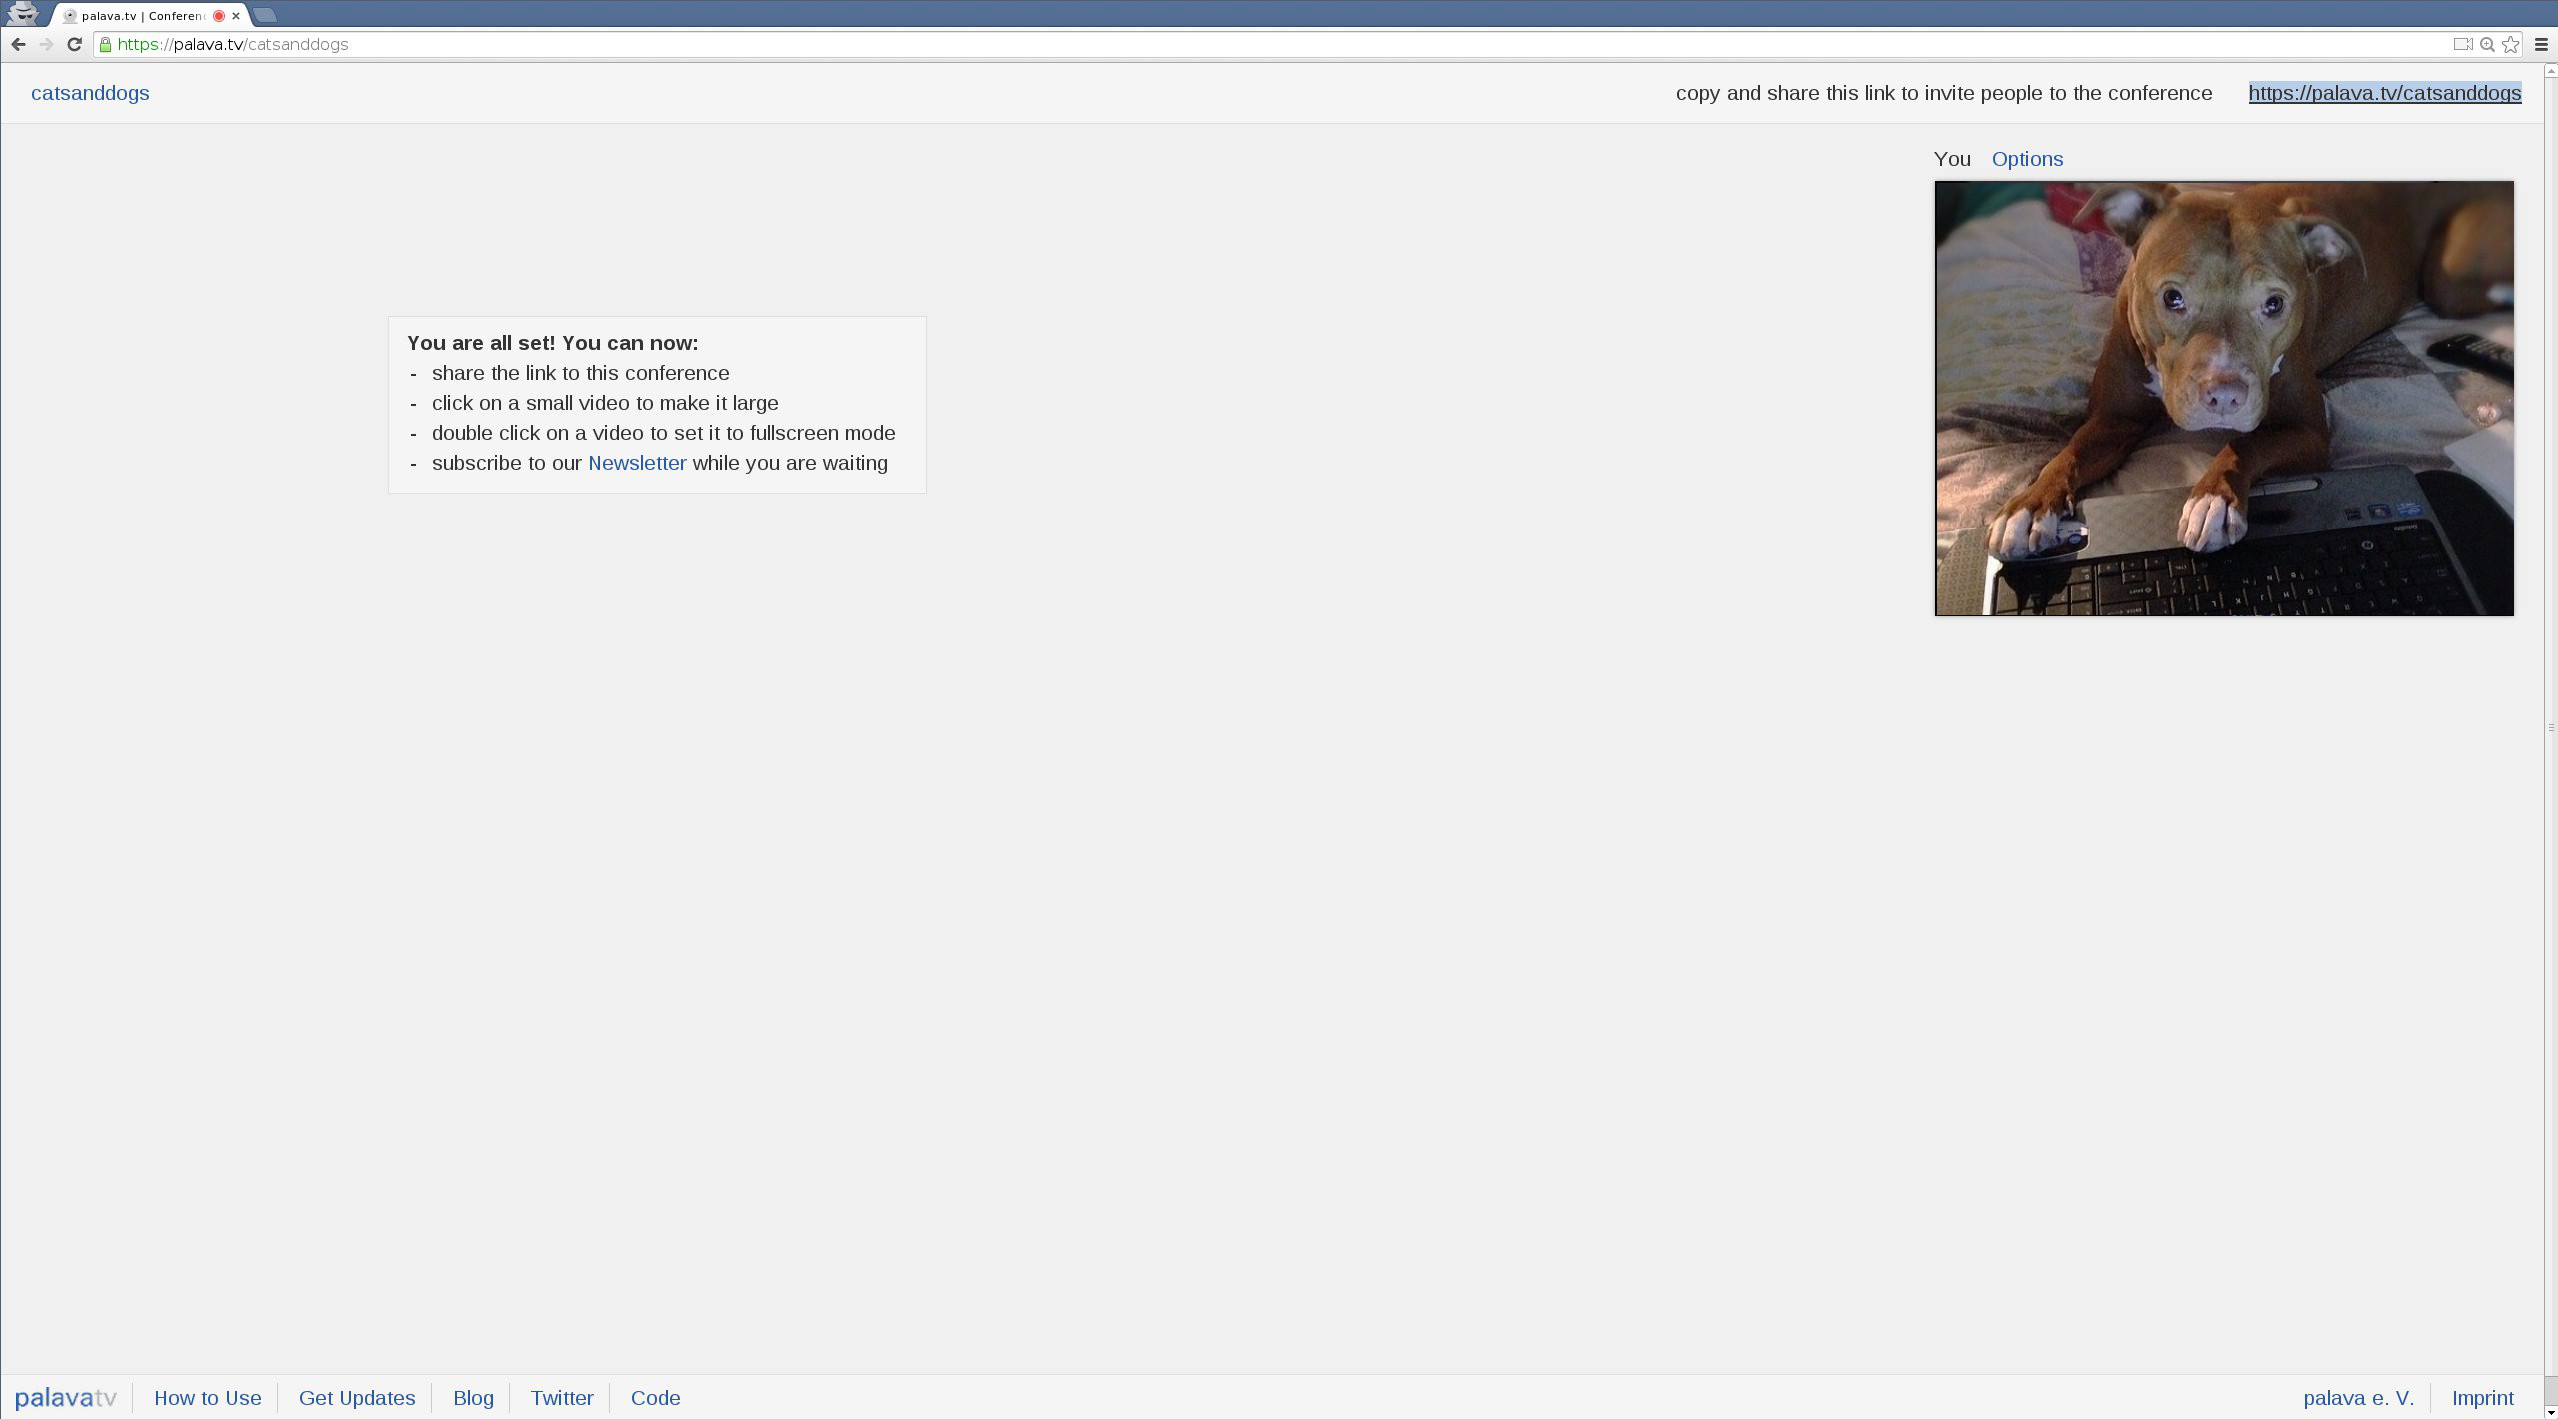 palava.tv | Conferen
https://palava.tv/catsanddogs
catsanddogs
copy and share this link to invite people to the conference https://palava.tv/catsanddogs
You Options
You are all set! You can now:
- share the link to this conference
- click on a small video to make it large
- double click on a video to set it to fullscreen mode
- subscribe to our Newsletter while you are waiting
palavatv How to Use Get Updates Blog Twitter Code palava e. V. Imprint